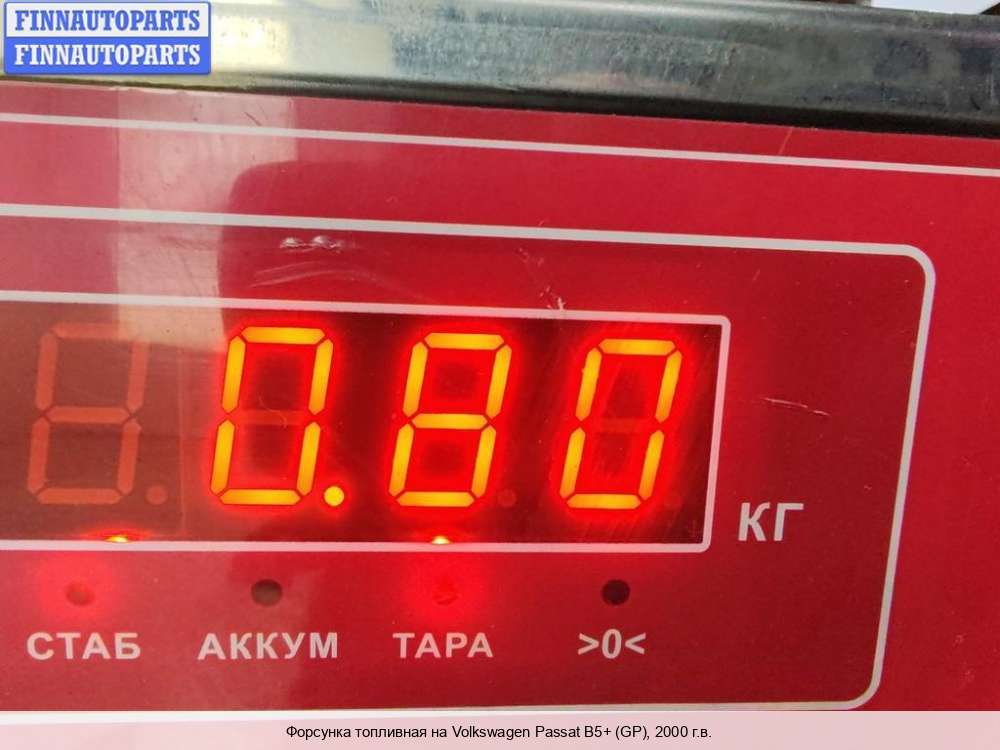 FINNAUTOPARTS
FINNAUTOPARTS
0.80
КГ
СТАБ АККУМ ТАРА >0<
Форсунка топливная на Volkswagen Passat B5+ (GP), 2000 г.в.